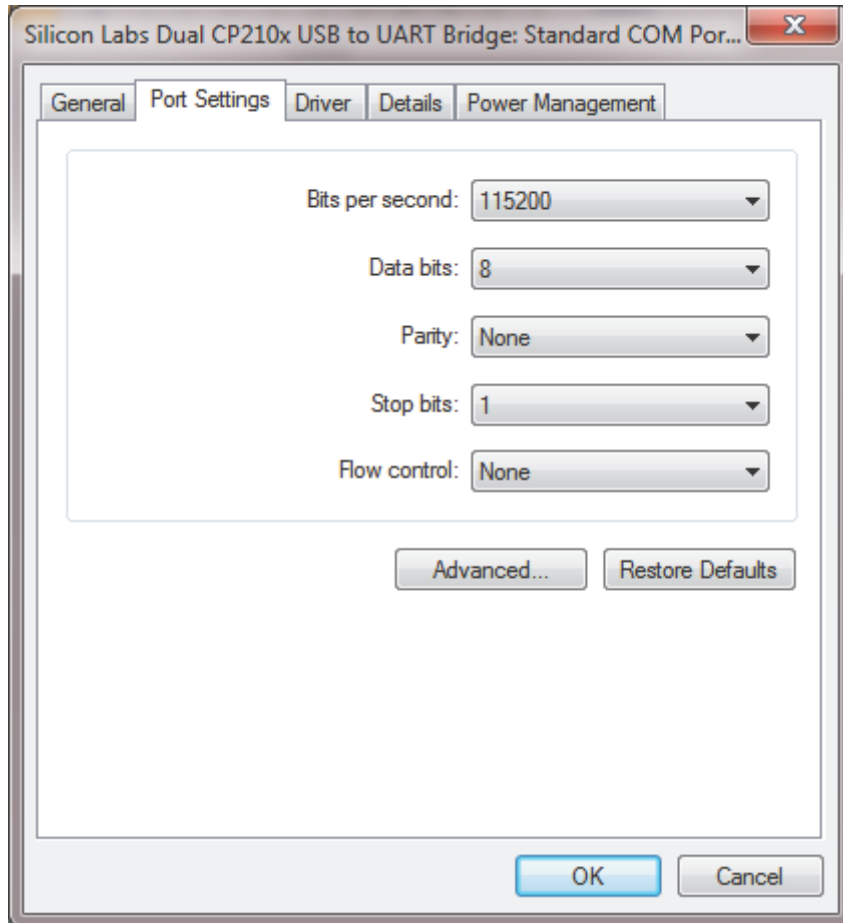 Silicon Labs Dual CP210x USB to UART Bridge: Standard COM Por...
General Port Settings Driver Details Power Management
Bits per second: 115200
Data bits: 8
Parity: None
Stop bits: 1
Flow control: None
Advanced... Restore Defaults
OK Cancel